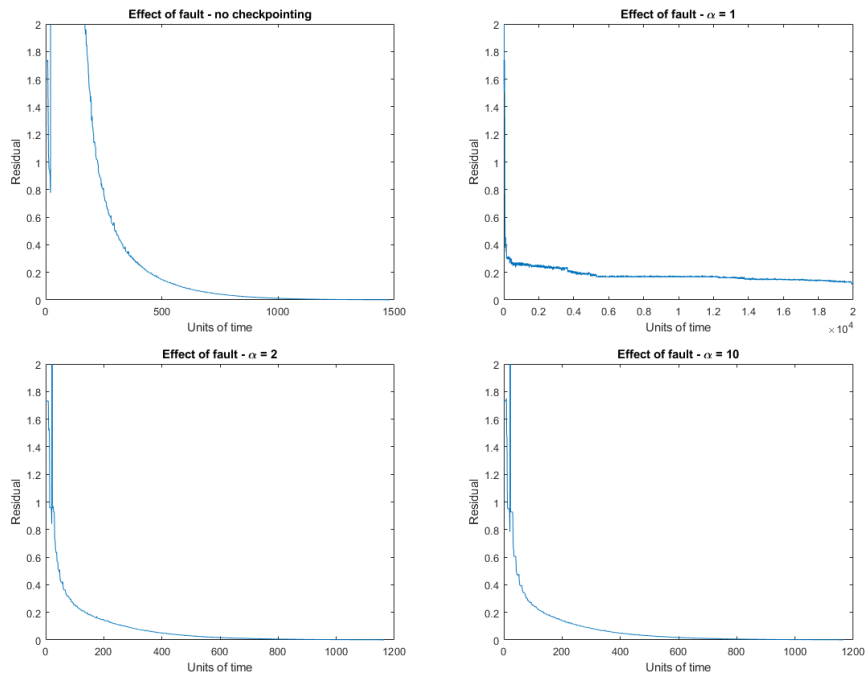 Effect of fault - no checkpointing
2
1.8
1.6
1.4
1.2
1
0.8
0.6
0.4
0.2
0
Residual
0 500 1000 1500
Units of time
Effect of fault - α = 1
2
1.8
1.6
1.4
1.2
1
0.8
0.6
0.4
0.2
0
Residual
0 0.2 0.4 0.6 0.8 1 1.2 1.4 1.6 1.8 2
Units of time
×10⁴
Effect of fault - α = 2
2
1.8
1.6
1.4
1.2
1
0.8
0.6
0.4
0.2
0
Residual
0 200 400 600 800 1000 1200
Units of time
Effect of fault - α = 10
2
1.8
1.6
1.4
1.2
1
0.8
0.6
0.4
0.2
0
Residual
0 200 400 600 800 1000 1200
Units of time